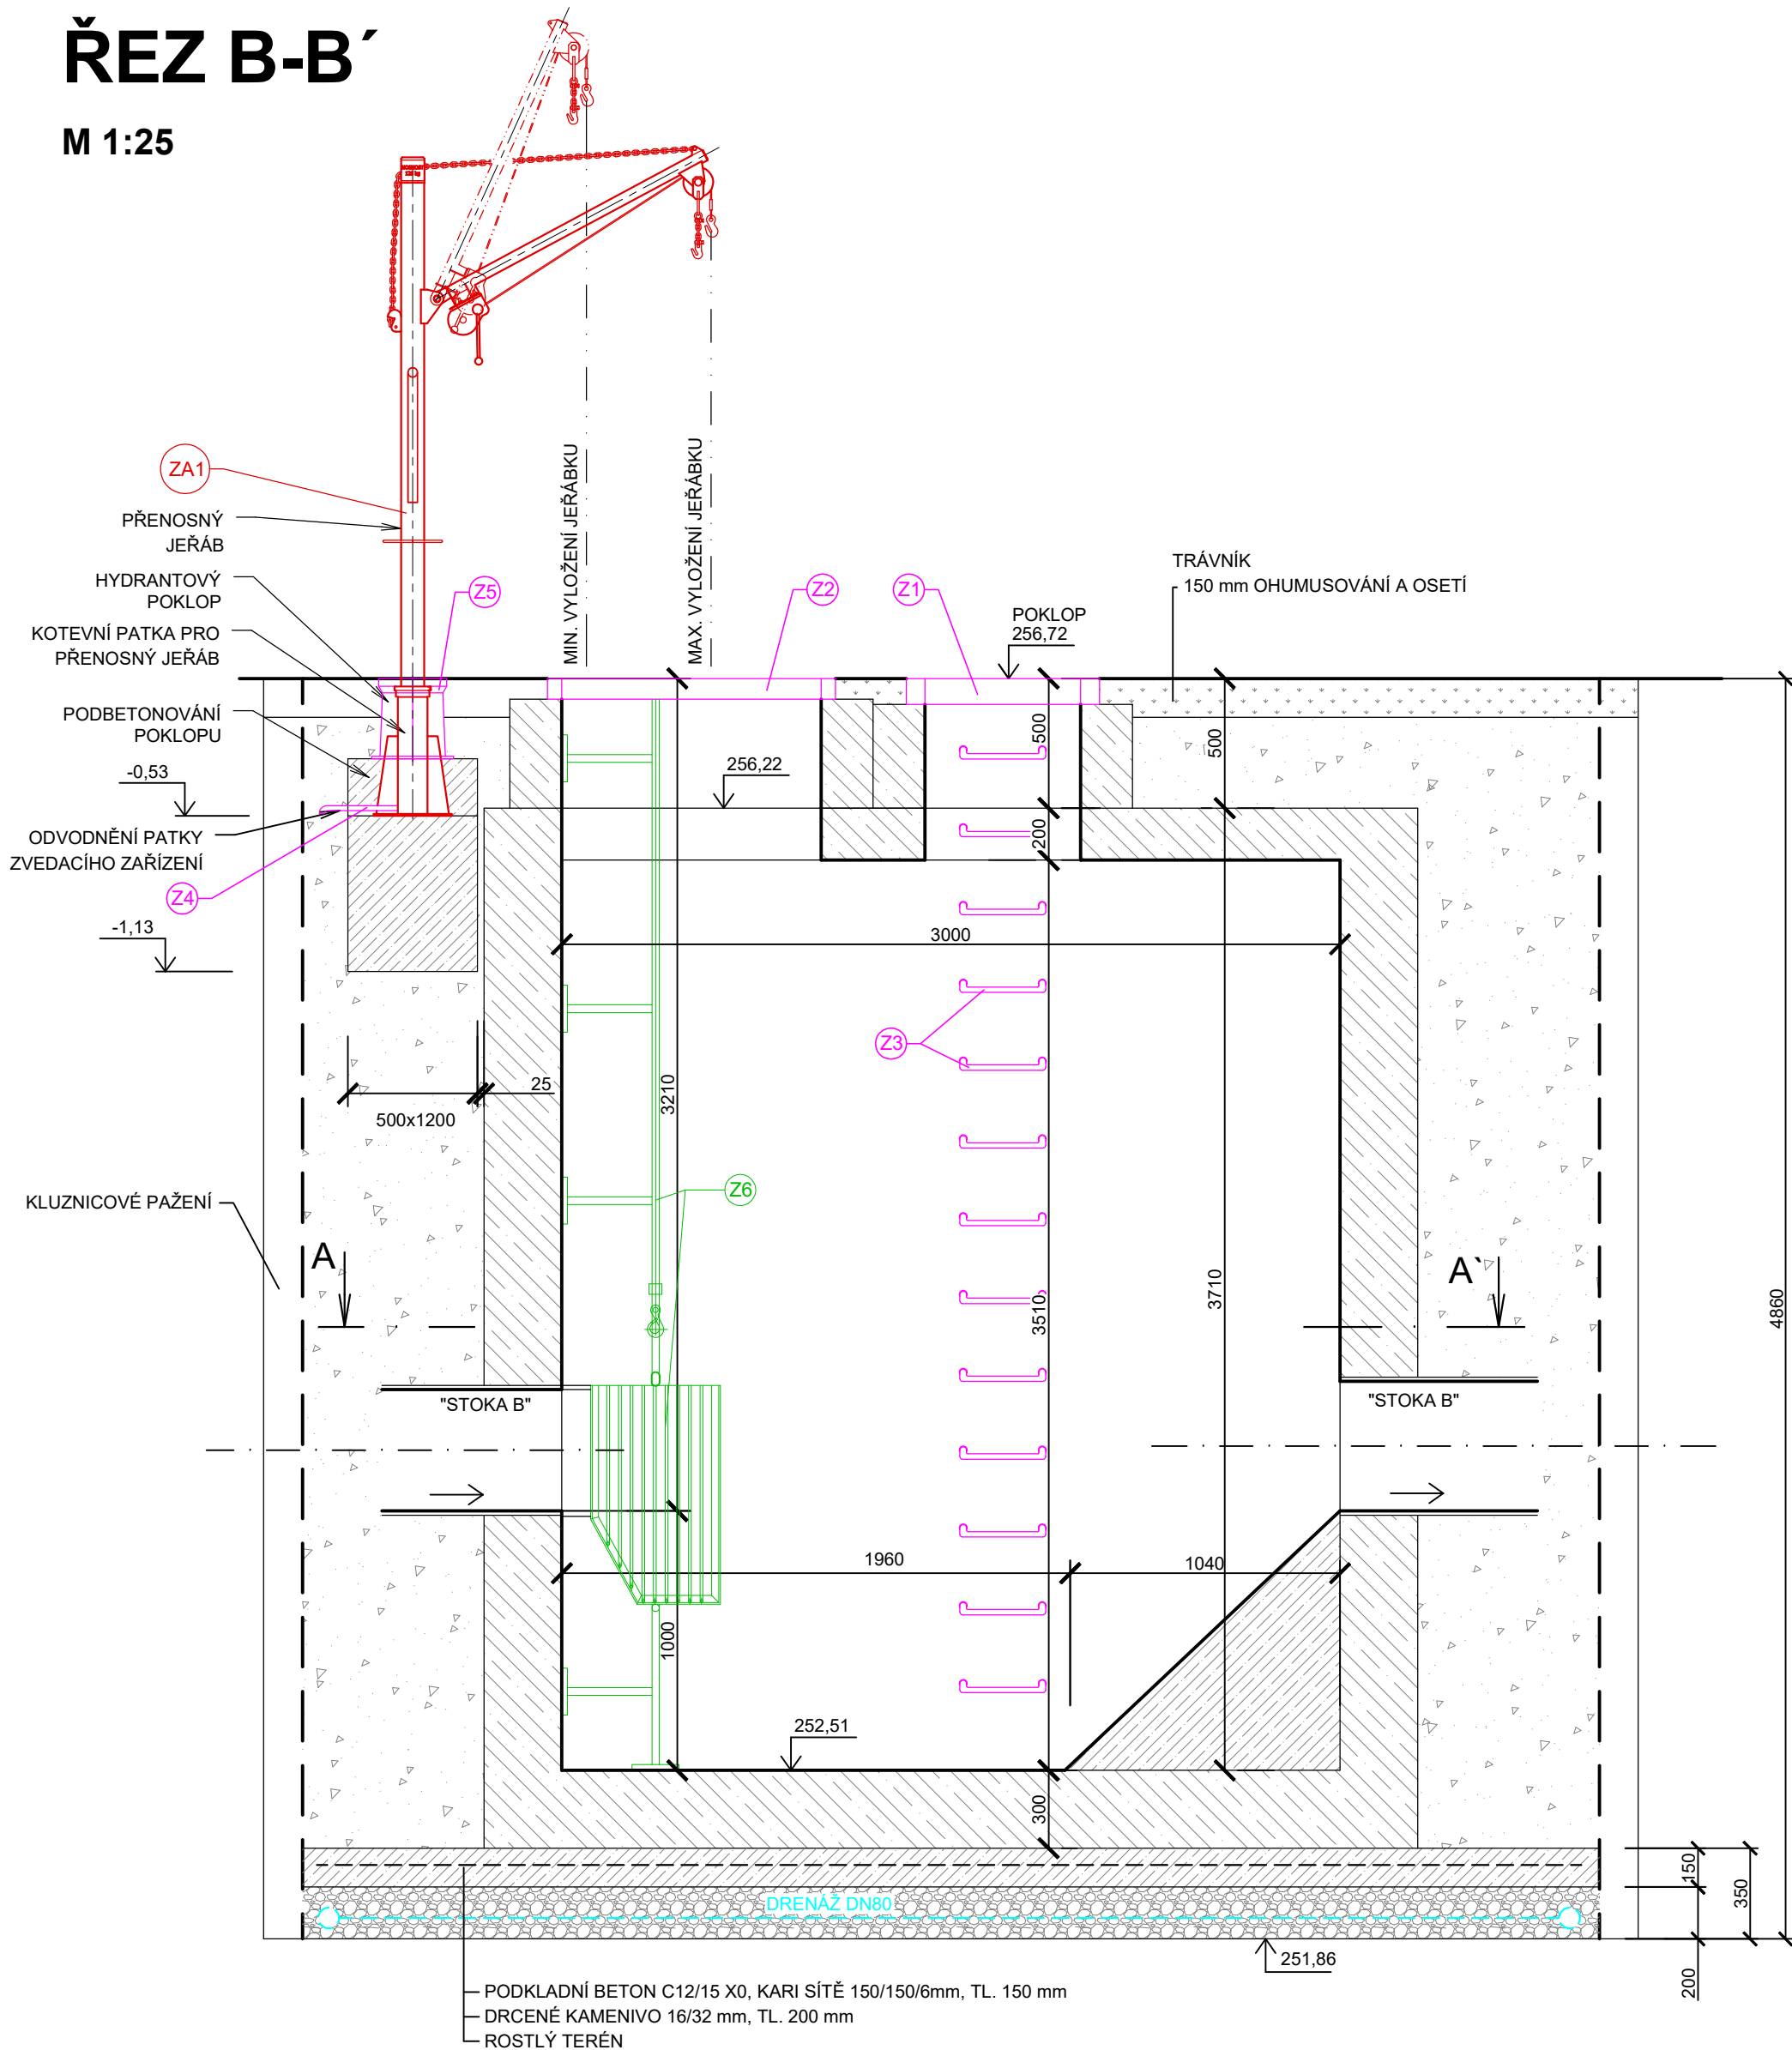 ŘEZ B-B´
M 1:25
ZA1
PŘENOSNÝ
JEŘÁB
HYDRANTOVÝ
POKLOP
KOTEVNÍ PATKA PRO
PŘENOSNÝ JEŘÁB
PODBETONOVÁNÍ
POKLOPU
-0,53
ODVODNĚNÍ PATKY
ZVEDACÍHO ZAŘÍZENÍ
Z4
-1,13
Z5
MIN. VYLOŽENÍ JEŘÁBKU
MAX. VYLOŽENÍ JEŘÁBKU
Z2
Z1
POKLOP
256,72
TRÁVNÍK
150 mm OHUMUSOVÁNÍ A OSETÍ
256,22
500
500
200
3000
Z3
25
500x1200
3210
Z6
KLUZNICOVÉ PAŽENÍ
A
A`
3510
3710
4860
"STOKA B"
"STOKA B"
1960
1040
1000
252,51
300
150
350
200
DRENÁŽ DN80
251,86
PODKLADNÍ BETON C12/15 X0, KARI SÍTĚ 150/150/6mm, TL. 150 mm
DRCENÉ KAMENIVO 16/32 mm, TL. 200 mm
ROSTLÝ TERÉN